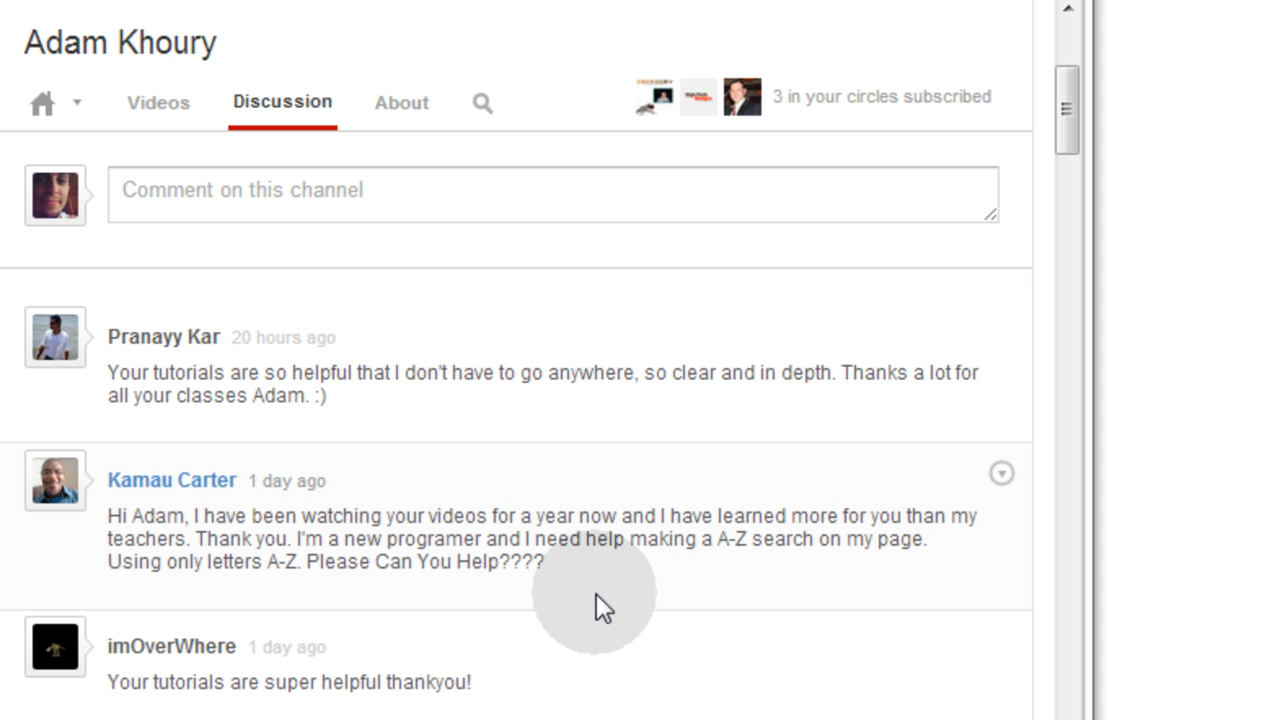 Adam Khoury
Videos
Discussion
About
3 in your circles subscribed
Comment on this channel
Pranayy Kar 20 hours ago
Your tutorials are so helpful that I don't have to go anywhere, so clear and in depth. Thanks a lot for
all your classes Adam. :)
Kamau Carter 1 day ago
Hi Adam, I have been watching your videos for a year now and I have learned more for you than my
teachers. Thank you. I'm a new programer and I need help making a A-Z search on my page.
Using only letters A-Z. Please Can You Help????
imOverWhere 1 day ago
Your tutorials are super helpful thankyou!